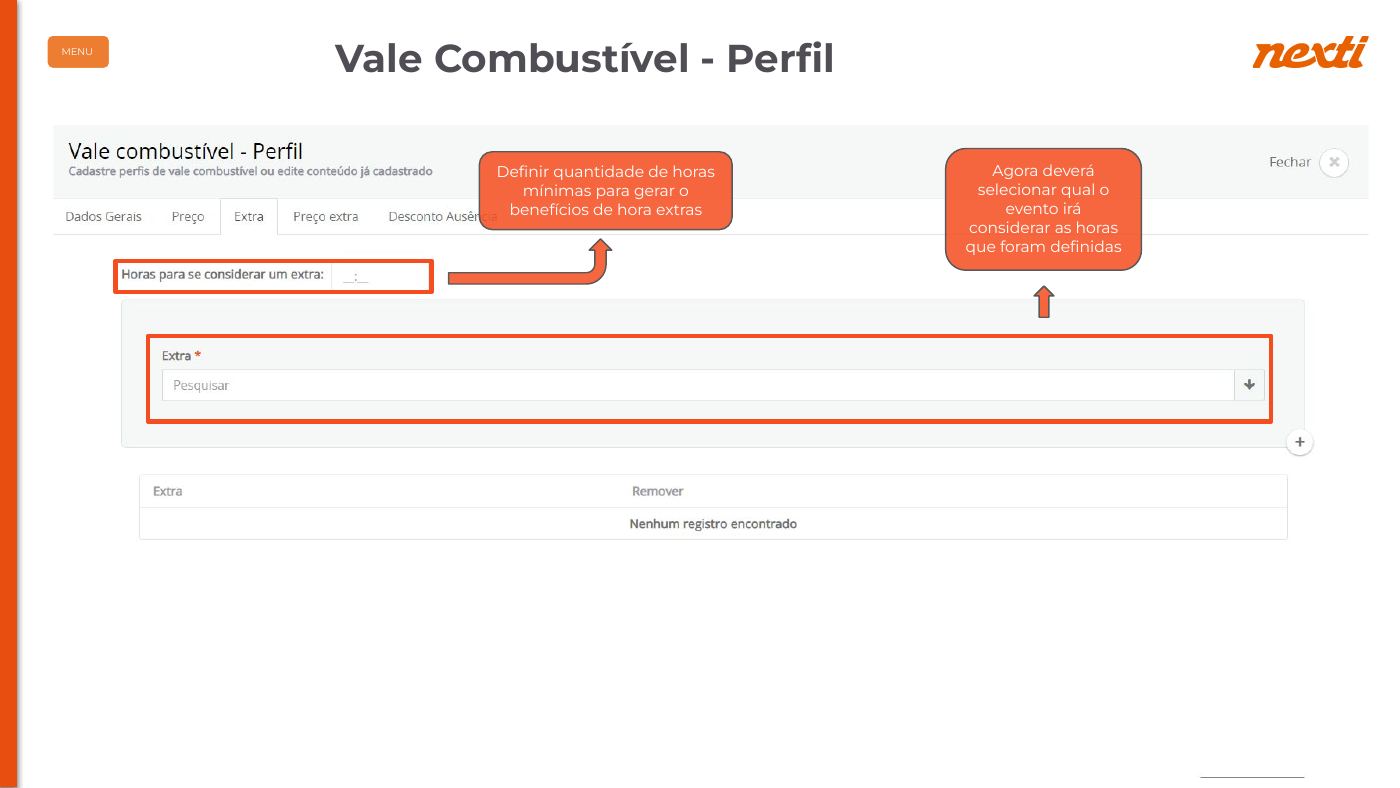 MENU
Vale Combustível - Perfil
nexti
Vale combustível - Perfil
Cadastre perfis de vale combustível ou edite conteúdo já cadastrado
Definir quantidade de horas
mínimas para gerar o
benefícios de hora extras
Agora deverá
selecionar qual o
evento irá
considerar as horas
que foram definidas
Fechar
Dados Gerais Preço Extra Preço extra Desconto Ausência
Horas para se considerar um extra: __:__
Extra *
Pesquisar
+
Extra Remover
Nenhum registro encontrado